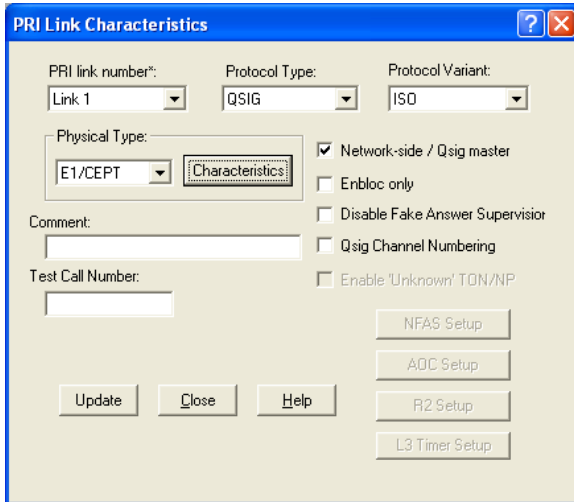 PRI Link Characteristics
PRI link number*:
Protocol Type:
Protocol Variant:
Link 1
QSIG
ISO
Physical Type:
E1/CEPT
Characteristics
Network-side / Qsig master
Enbloc only
Disable Fake Answer Supervision
Qsig Channel Numbering
Enable 'Unknown' TON/NP
Comment:
Test Call Number:
NFAS Setup
AOC Setup
R2 Setup
L3 Timer Setup
Update
Close
Help